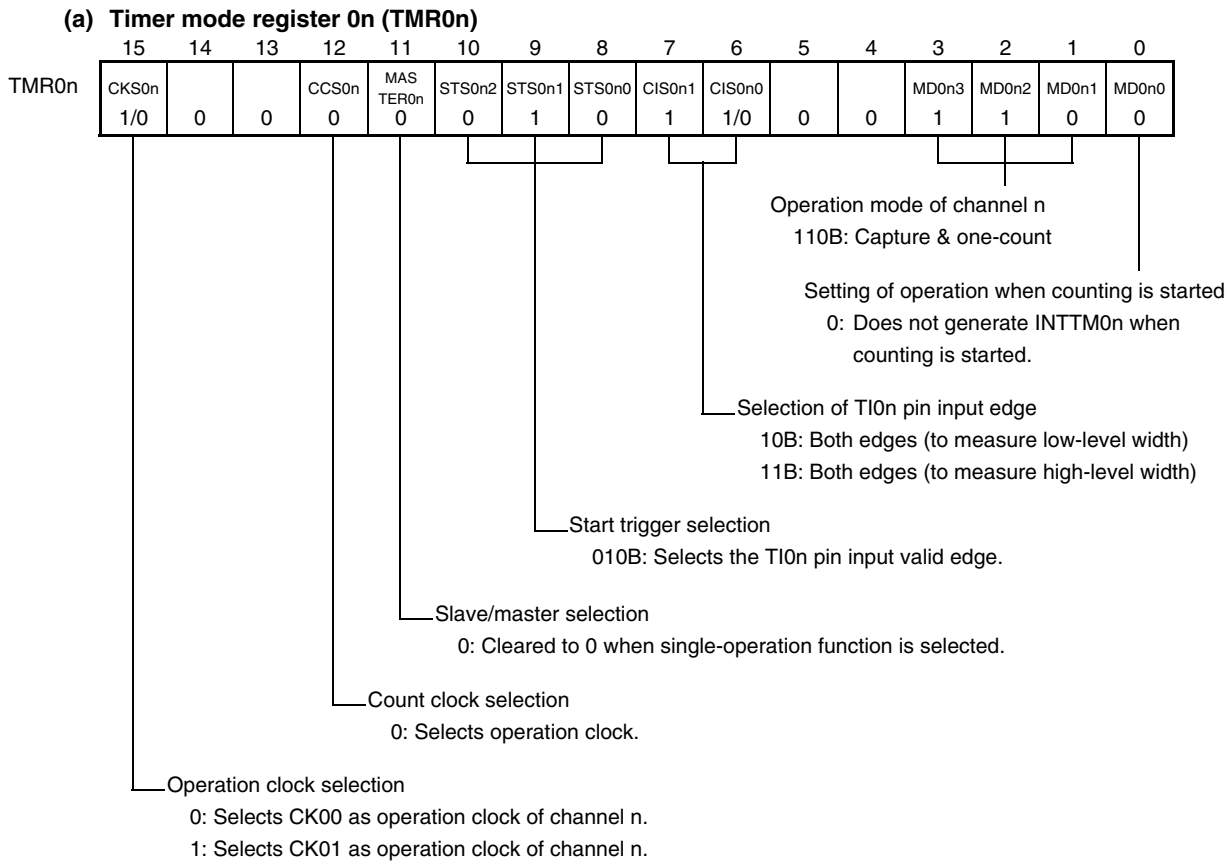 (a) Timer mode register 0n (TMR0n)
15 14 13 12 11 10 9 8 7 6 5 4 3 2 1 0
TMR0n
CKS0n CCS0n MAS TER0n STS0n2 STS0n1 STS0n0 CIS0n1 CIS0n0 MD0n3 MD0n2 MD0n1 MD0n0
1/0 0 0 0 0 0 1 0 1 1/0 0 0 1 1 0 0
Operation mode of channel n
110B: Capture & one-count
Setting of operation when counting is started
0: Does not generate INTTM0n when
counting is started.
Selection of TI0n pin input edge
10B: Both edges (to measure low-level width)
11B: Both edges (to measure high-level width)
Start trigger selection
010B: Selects the TI0n pin input valid edge.
Slave/master selection
0: Cleared to 0 when single-operation function is selected.
Count clock selection
0: Selects operation clock.
Operation clock selection
0: Selects CK00 as operation clock of channel n.
1: Selects CK01 as operation clock of channel n.